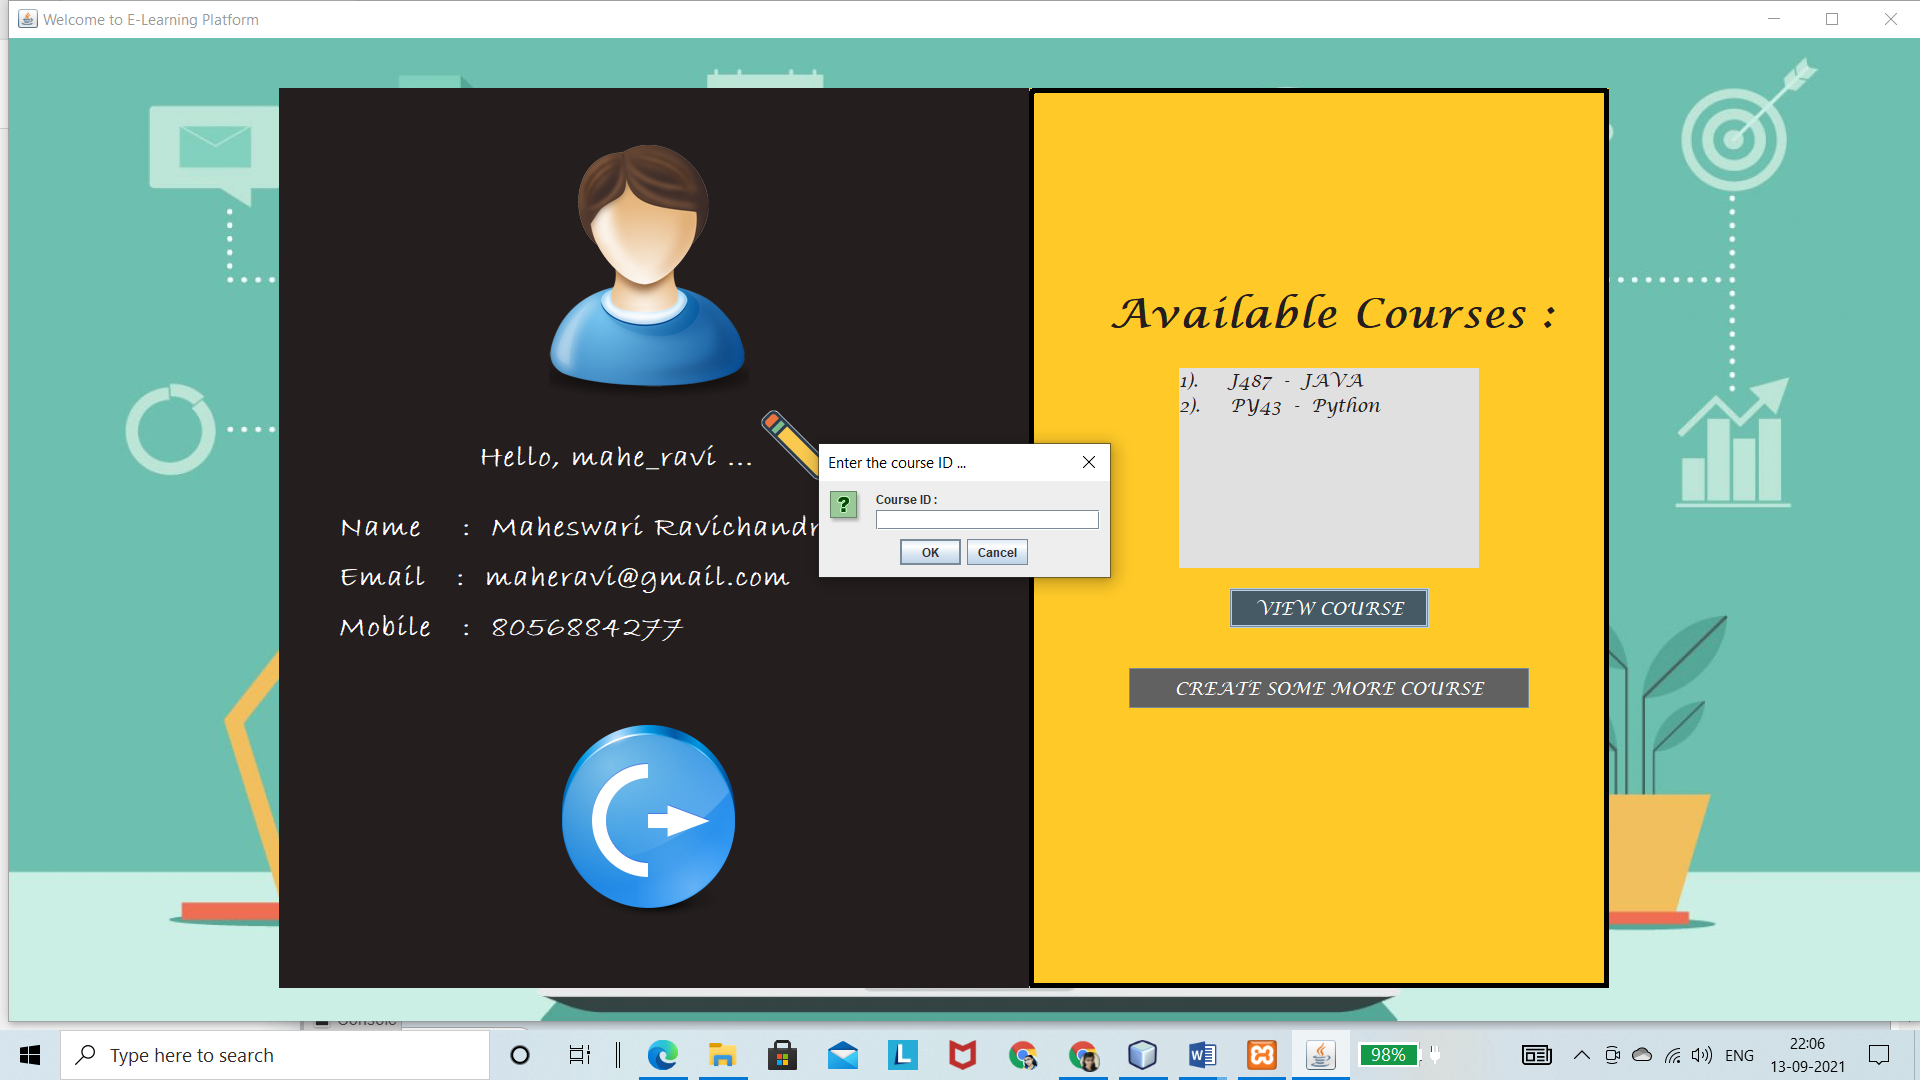 Welcome to E-Learning Platform
Hello, mahe_ravi ...
Name : Maheswari Ravichandr
Email : maheravi@gmail.com
Mobile : 8056884277
Enter the course ID ...
?
Course ID :
OK Cancel
Available Courses :
1). J487 - JAVA
2). PY43 - Python
VIEW COURSE
CREATE SOME MORE COURSE
Console
Type here to search
L
W
98%
ENG
22:06
13-09-2021